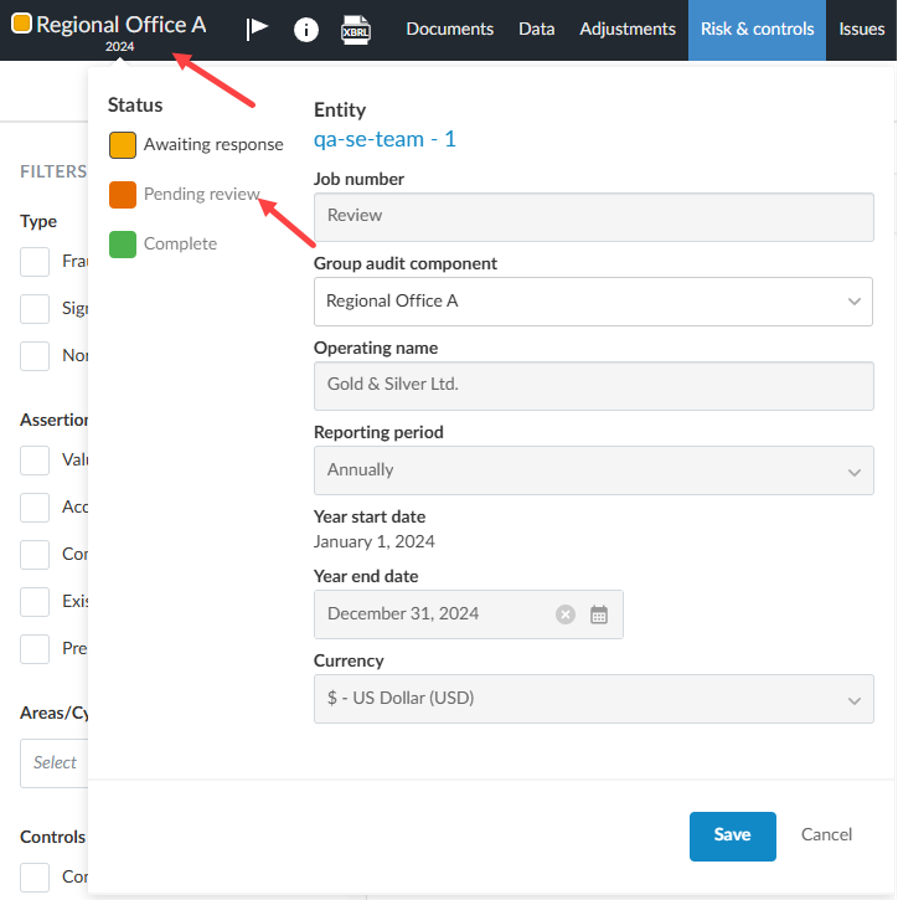 Regional Office A
2024
XBRL
Documents
Data
Adjustments
Risk & controls
Issues
FILTERS
Type
Fra
Sig
Nor
Assertion
Valu
Acc
Con
Exis
Pre
Areas/Cy
Select
Controls
Con
Status
Awaiting response
Pending review
Complete
Entity
qa-se-team - 1
Job number
Review
Group audit component
Regional Office A
Operating name
Gold & Silver Ltd.
Reporting period
Annually
Year start date
January 1, 2024
Year end date
December 31, 2024
Currency
$ - US Dollar (USD)
Save
Cancel